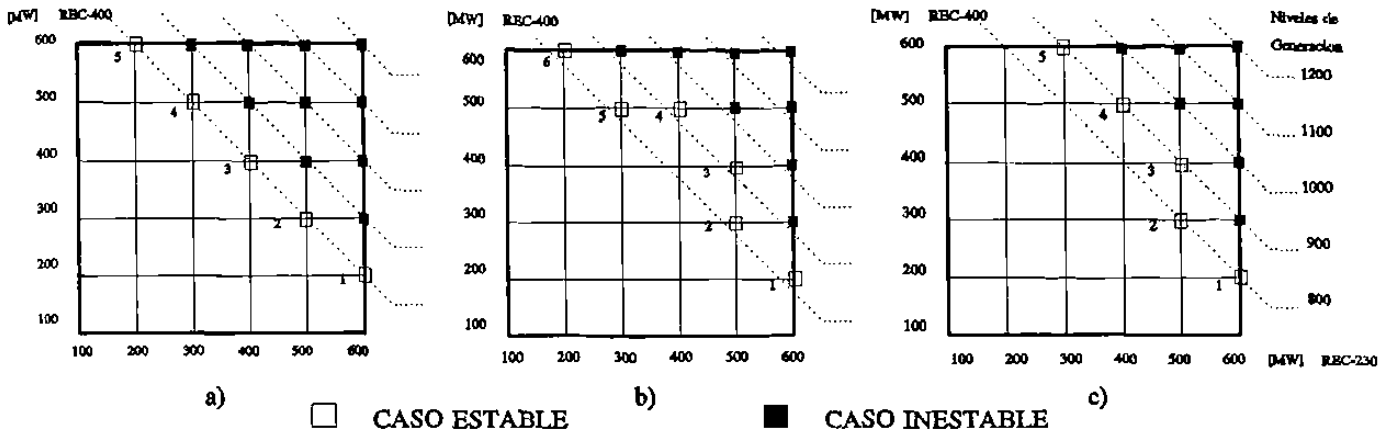 [MW] REC-400
600
500
400
300
200
100
100 200 300 400 500 600
5
4
3
2
1
a)
[MW] REC-400
600
500
400
300
200
100
100 200 300 400 500 600
6
5 4
3
2
1
b)
[MW] REC-400
600
500
400
300
200
100
100 200 300 400 500 600 [MW] REC-230
5
4
3
2
1
c)
Niveles de
Generacion
1200
1100
1000
900
800
CASO ESTABLE
CASO INESTABLE